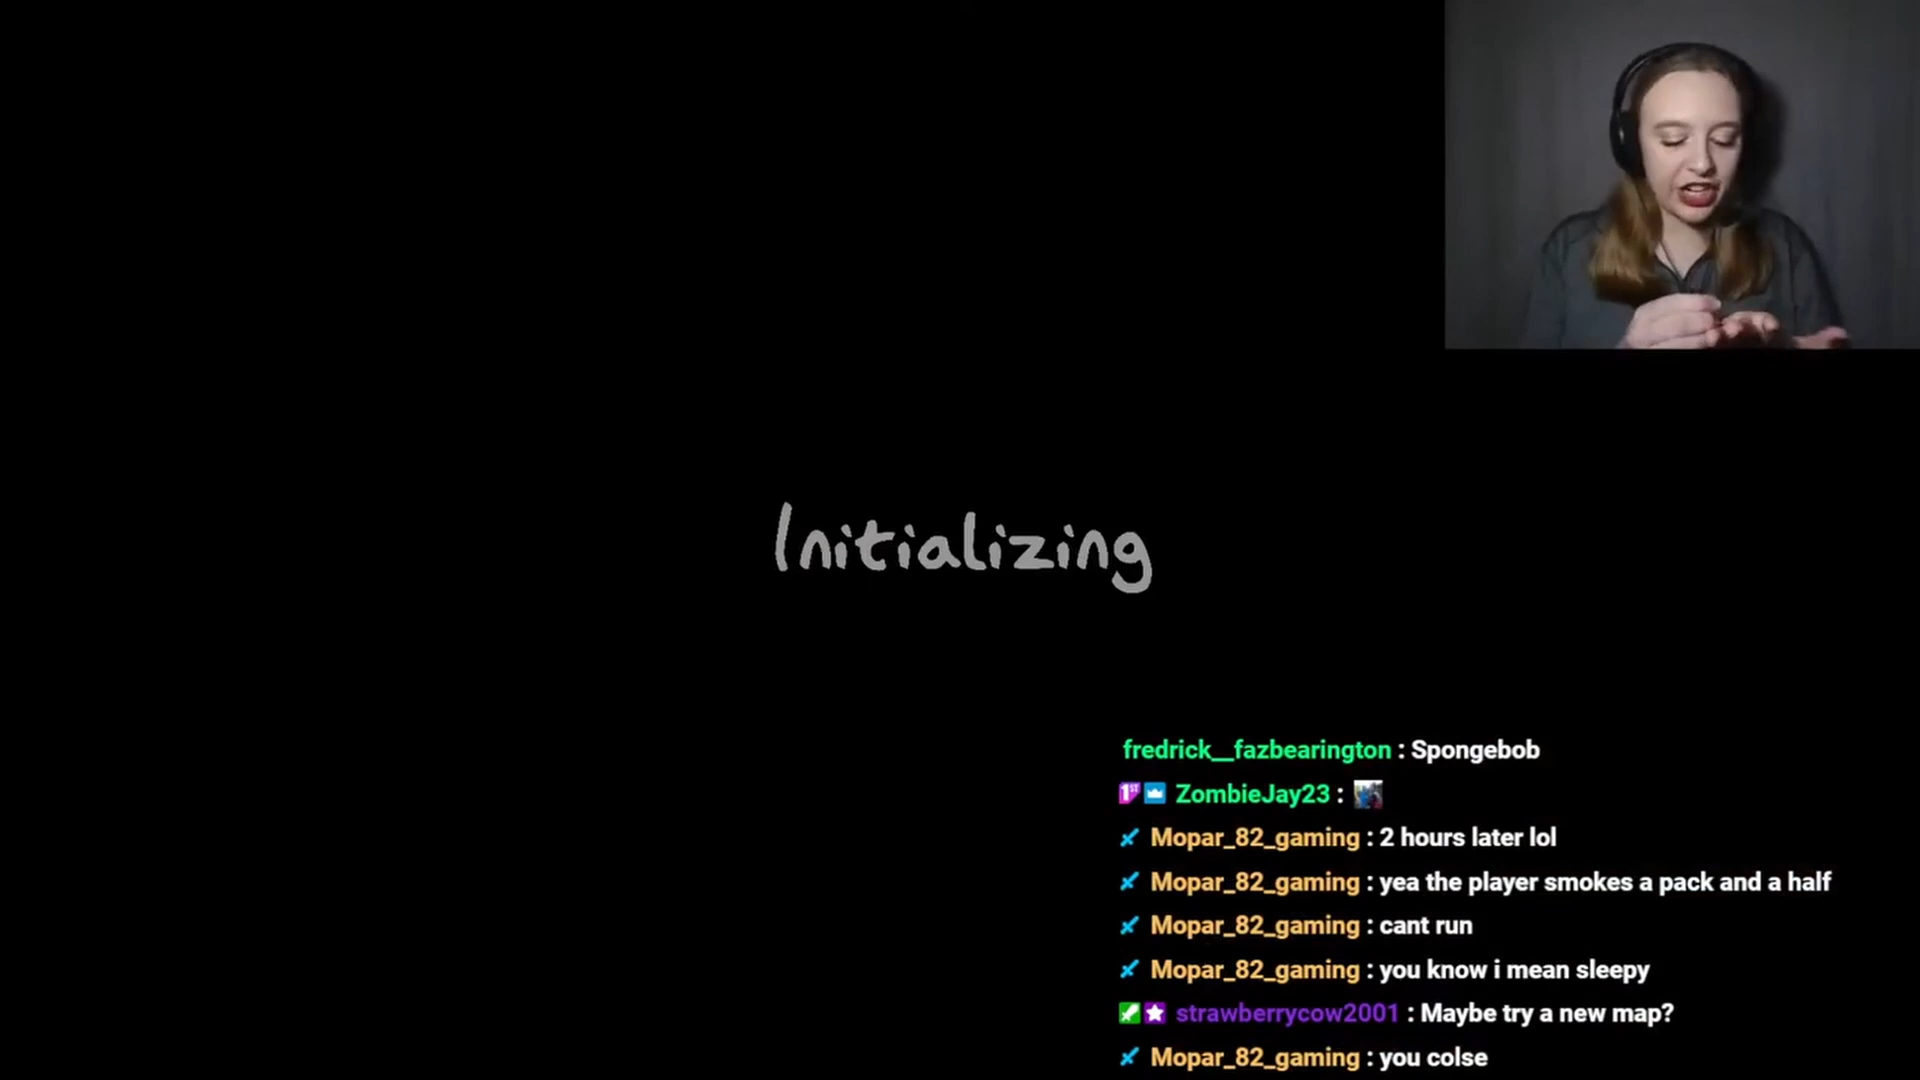 Initializing
fredrick__fazbearington : Spongebob
ZombieJay23 :
Mopar_82_gaming : 2 hours later lol
Mopar_82_gaming : yea the player smokes a pack and a half
Mopar_82_gaming : cant run
Mopar_82_gaming : you know i mean sleepy
strawberrycow2001 : Maybe try a new map?
Mopar_82_gaming : you colse